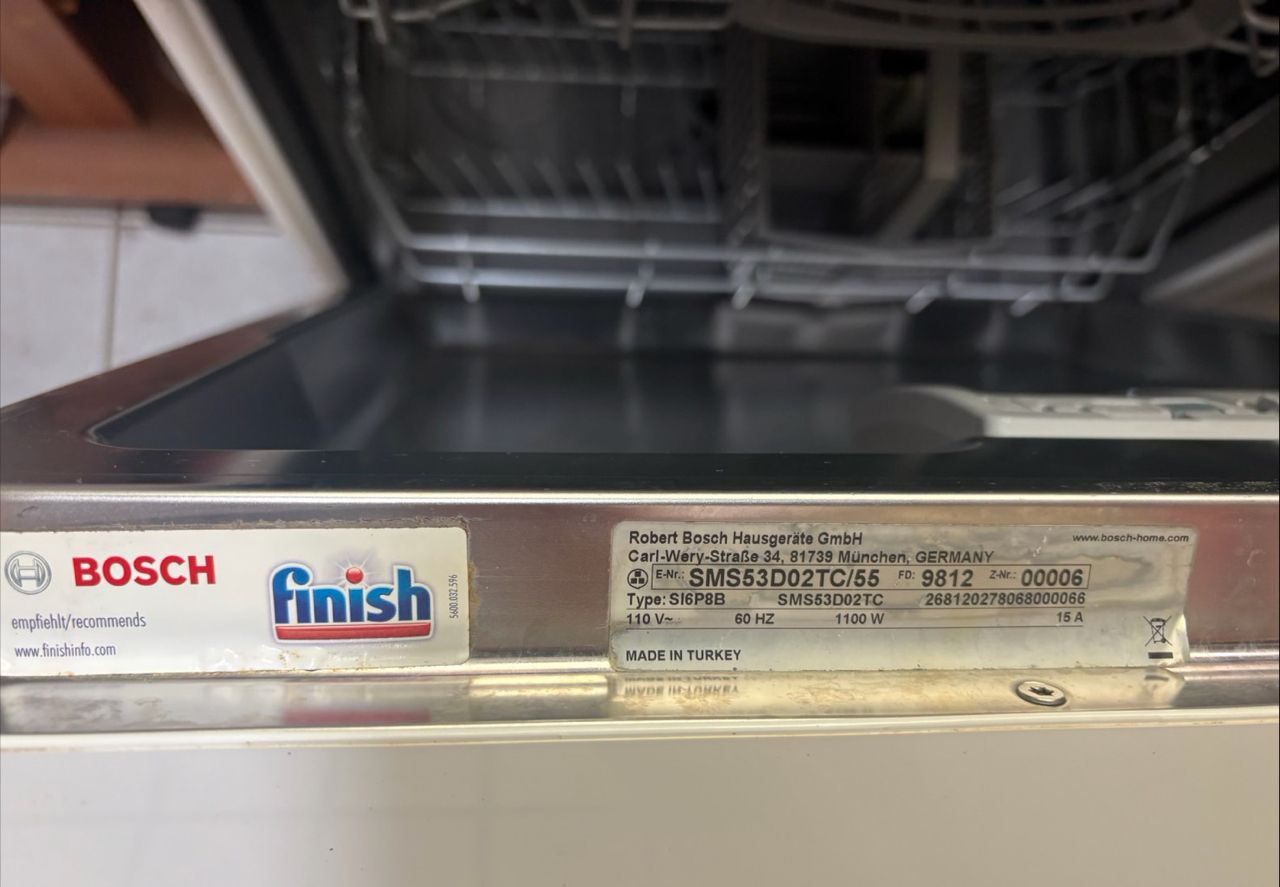 BOSCH
empfiehlt/recommends
www.finishinfo.com
finish
5600.032.596
Robert Bosch Hausgeräte GmbH
www.bosch-home.com
Carl-Wery-Straße 34, 81739 München, GERMANY
E-Nr.: SMS53D02TC/55 FD: 9812 Z-Nr.: 00006
Type: SI6P8B SMS53D02TC 268120278068000066
110 V~ 60 HZ 1100 W 15 A
MADE IN TURKEY